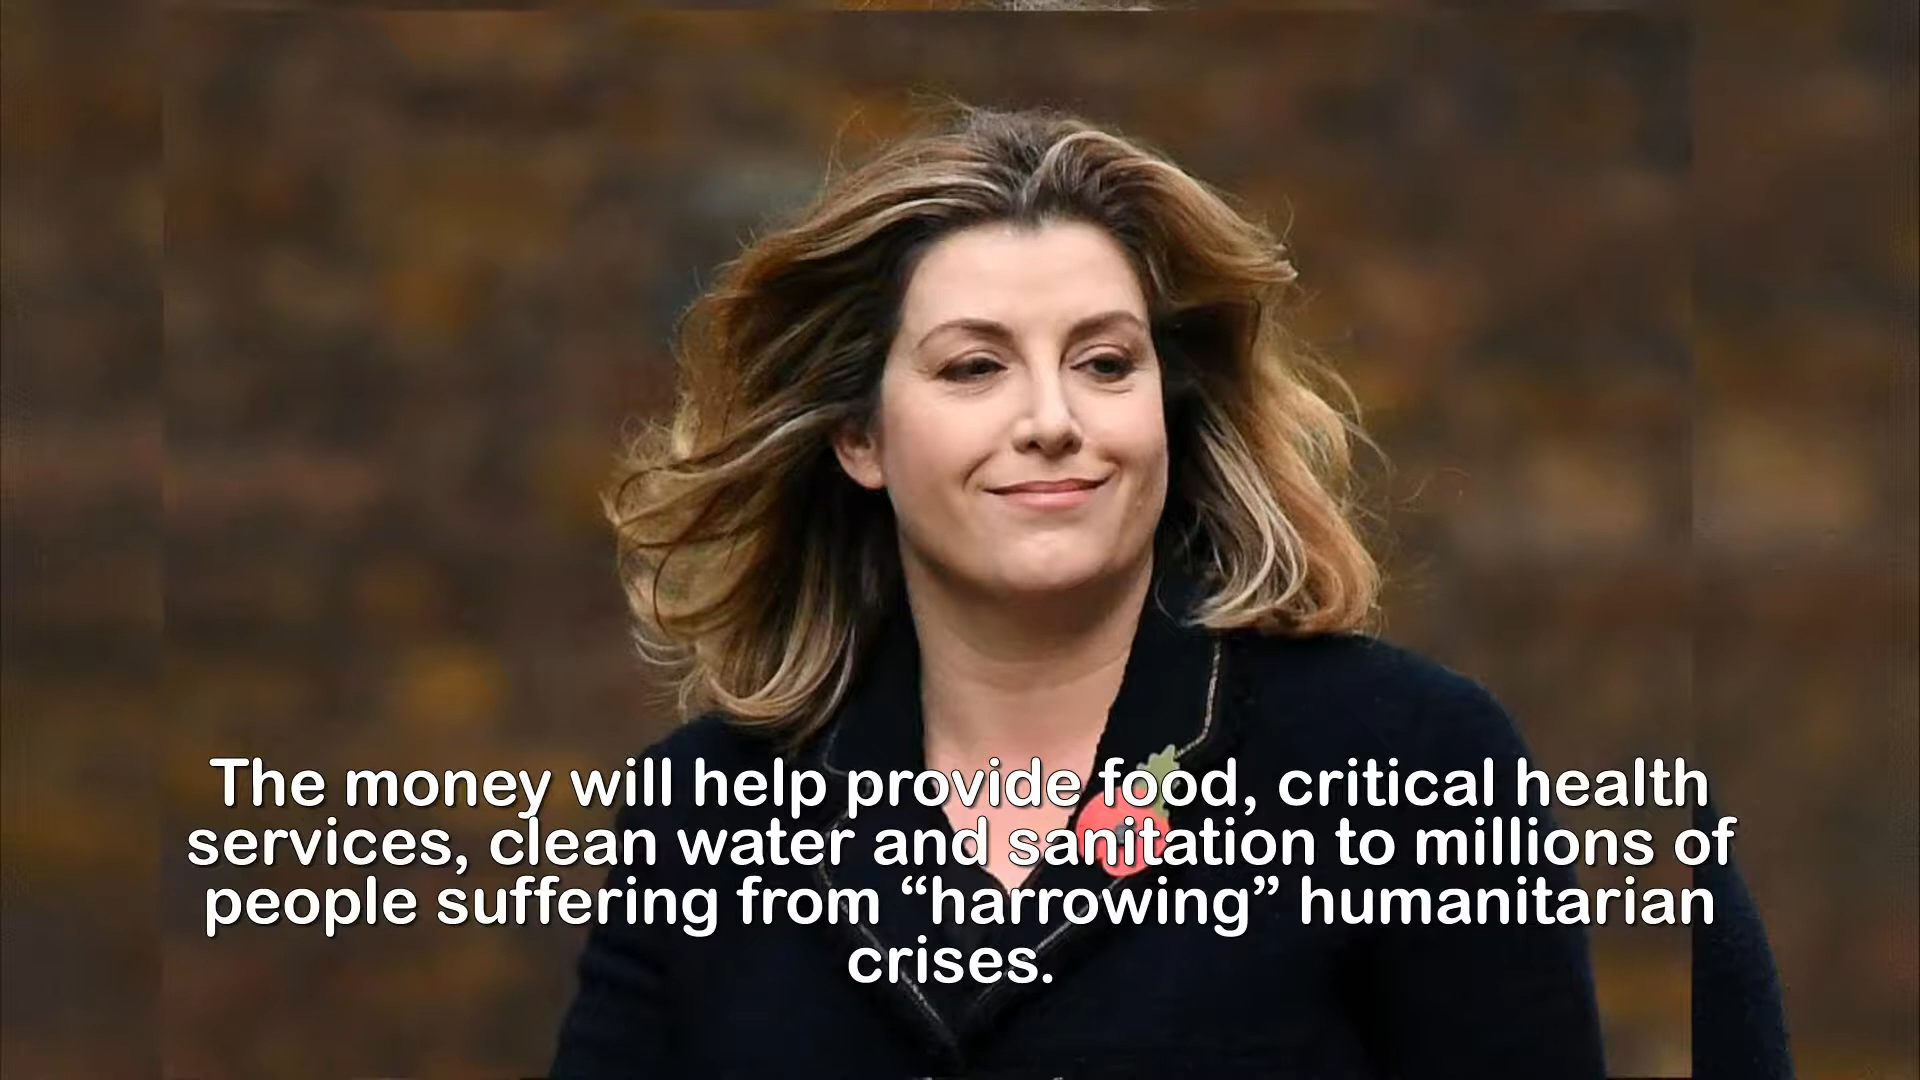 The money will help provide food, critical health
services, clean water and sanitation to millions of
people suffering from “harrowing” humanitarian
crises.